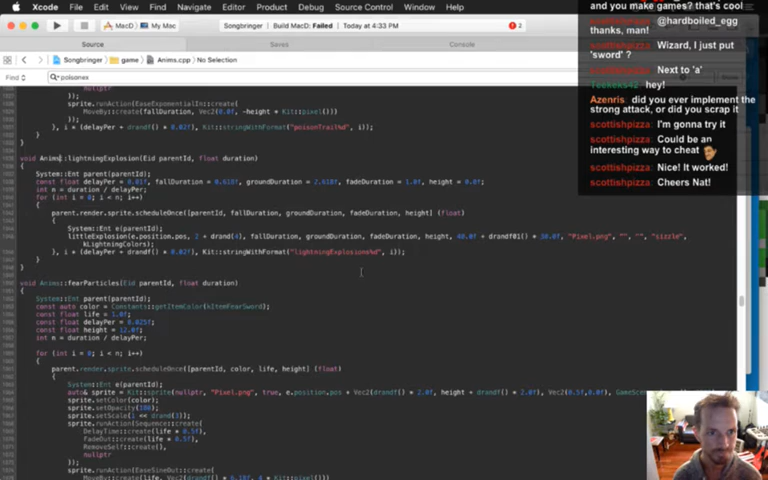 Xcode File Edit View Find Navigate Editor Product Debug Source Control Window Help
MacD My Mac Songbringer Build MacD: Failed Today at 4:33 PM 2
Source Saved Console
Songbringer game Anims.cpp No Selection
Find poisonex
nullptr
});
sprite.runAction(EaseExponentialIn::create(
MoveBy::create(fallDuration, Vec2(0.0f, -height * Kit::pixel()))
));
}, i * (delayPer + drandf() * 0.02f), Kit::stringWithFormat("poisonTrail%d", i));
}
}
void Anims::lightningExplosion(Eid parentId, float duration)
{
System::Ent parent(parentId);
int n = duration / delayPer;
for (int i = 0; i < n; i++)
{
parent.render.sprite.scheduleOnce([parentId, fallDuration, groundDuration, fadeDuration, height] (float)
{
System::Ent e(parentId);
kLightningColors);
}, i * (delayPer + drandf() * 0.02f), Kit::stringWithFormat("lightningExplosion%d", i));
}
}
void Anims::fearParticles(Eid parentId, float duration)
{
System::Ent parent(parentId);
const auto color = Constants::getItemColor(kItemFearSword);
const float life = 1.0f;
const float delayPer = 0.025f;
const float height = 12.0f;
int n = duration / delayPer;
for (int i = 0; i < n; i++)
{
parent.render.sprite.scheduleOnce([parentId, color, life, height] (float)
{
System::Ent e(parentId);
sprite.setColor(color);
sprite.setOpacity(180);
sprite.runAction(Sequence::create(
DelayTime::create(life * 0.5f),
FadeOut::create(life * 0.5f),
RemoveSelf::create(),
nullptr
));
sprite.runAction(EaseSineOut::create(
and you make games? that's cool
scottishpizza: @hardboiled_egg
thanks, man!
scottishpizza: Wizard, I just put
'sword' ?
scottishpizza: Next to 'a'
hey!
Azenris: did you ever implement the
strong attack, or did you scrap it
scottishpizza: I'm gonna try it
scottishpizza: Could be an
interesting way to cheat
scottishpizza: Nice! It worked!
scottishpizza: Cheers Nat!